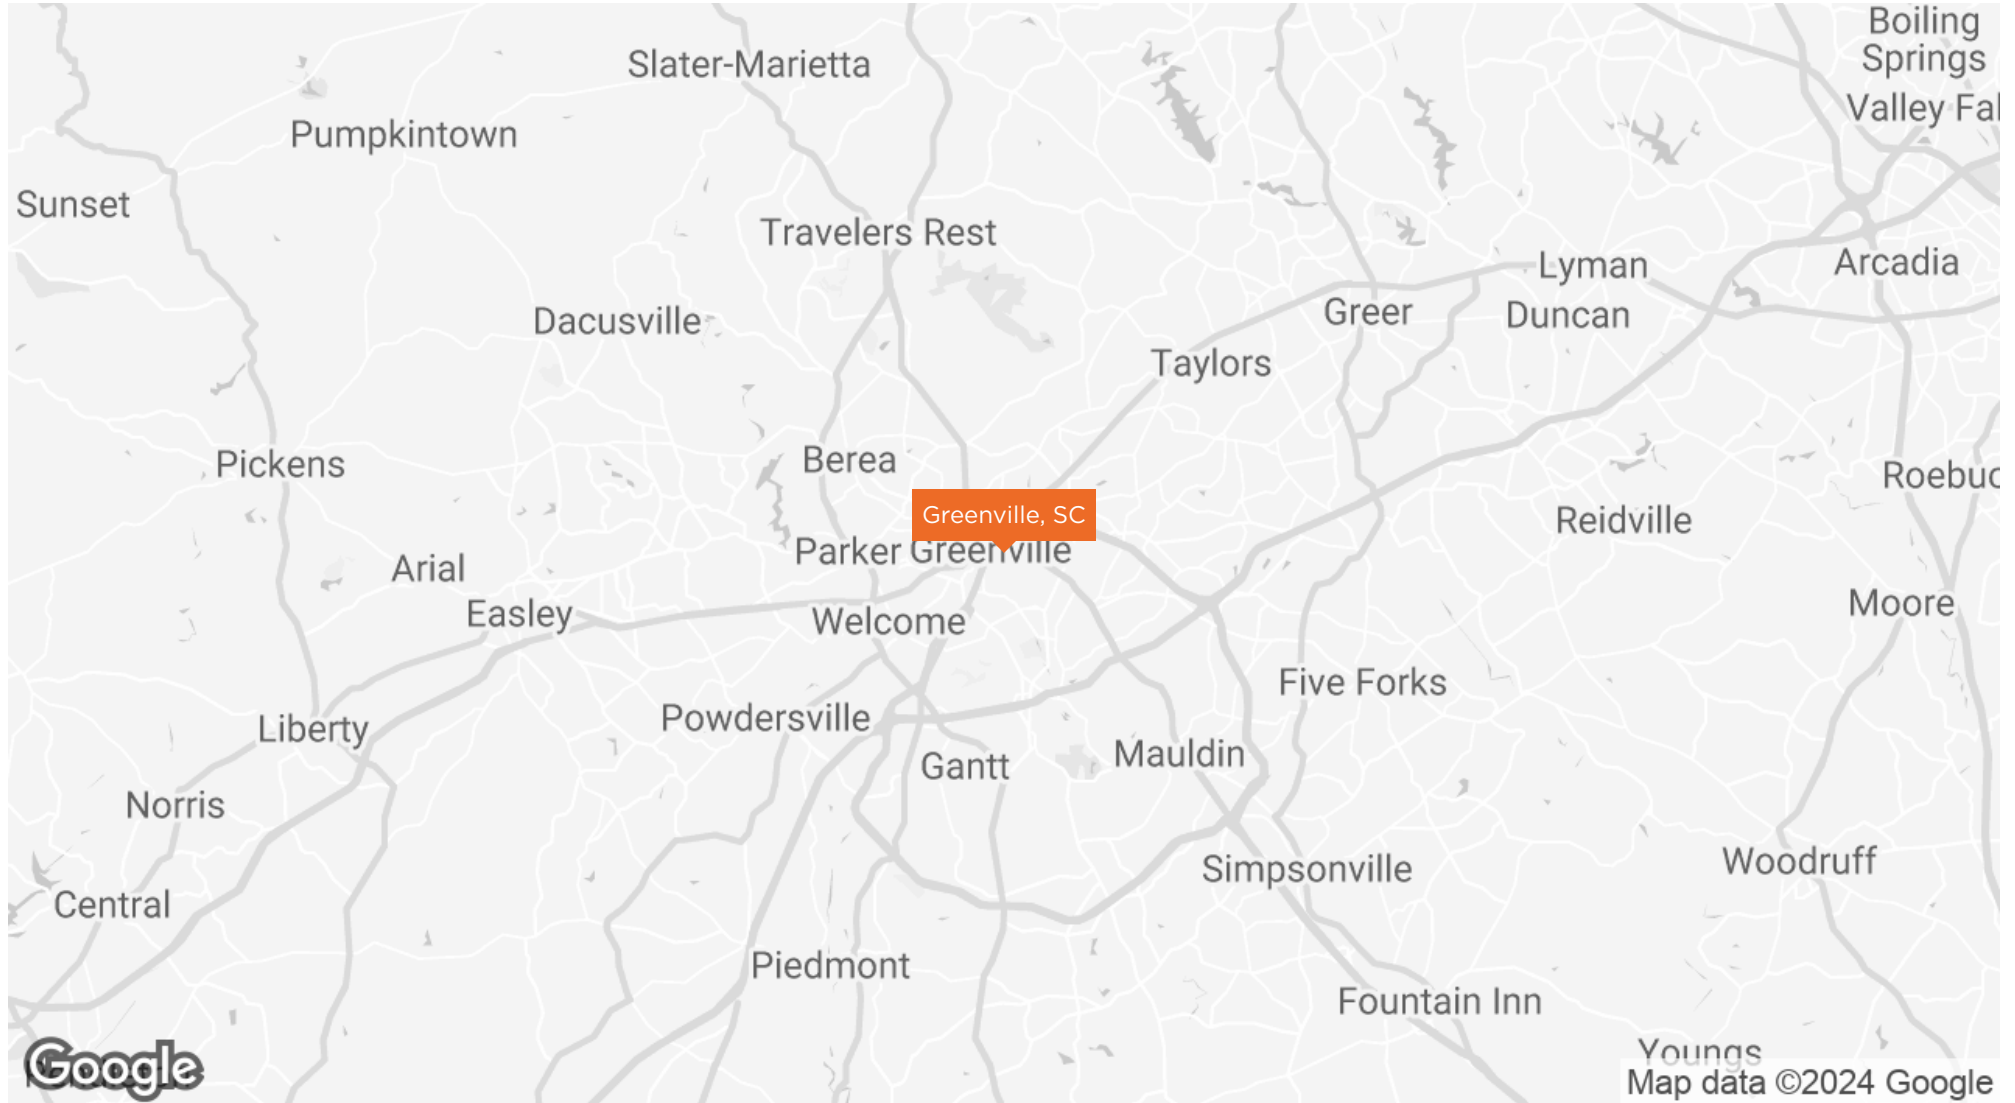 Boiling
Springs
Slater-Marietta
Valley Fal
Pumpkintown
Sunset
Travelers Rest
Lyman
Arcadia
Greer
Duncan
Dacusville
Taylors
Berea
Pickens
Roebuc
Greenville, SC
Reidville
Parker
Greenville
Arial
Easley
Moore
Welcome
Five Forks
Powdersville
Liberty
Mauldin
Gantt
Norris
Simpsonville
Woodruff
Central
Piedmont
Fountain Inn
Youngs
Google
Map data ©2024 Google